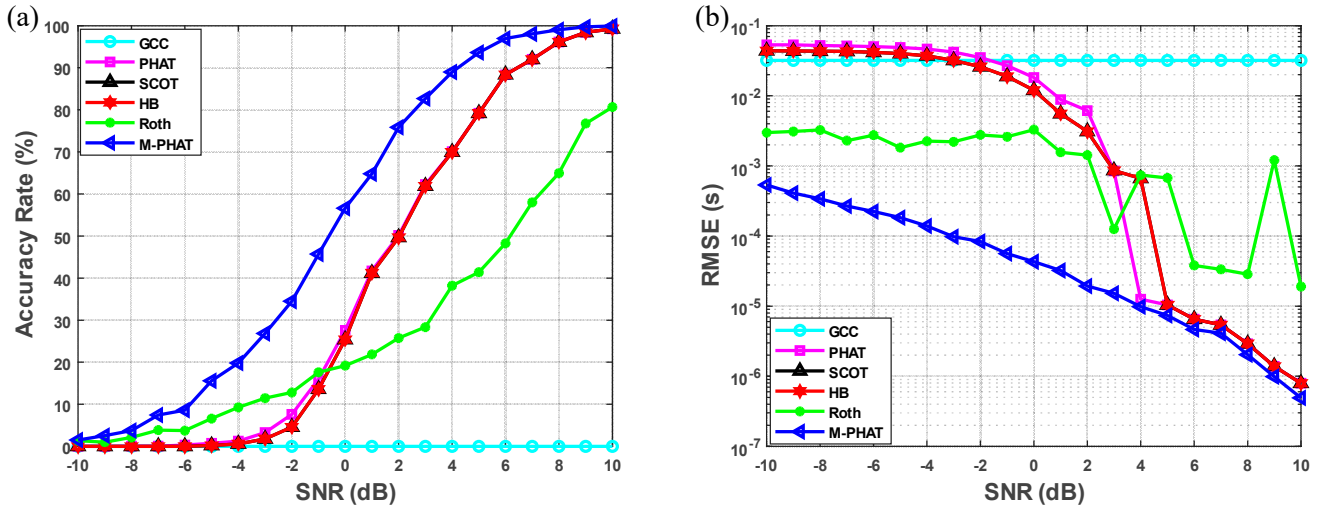 (a)
100
90
80
70
60
50
40
30
20
10
0
Accuracy Rate (%)
GCC
PHAT
SCOT
HB
Roth
M-PHAT
-10 -8 -6 -4 -2 0 2 4 6 8 10
SNR (dB)
(b)
10-1
10-2
10-3
10-4
10-5
10-6
10-7
RMSE (s)
GCC
PHAT
SCOT
HB
Roth
M-PHAT
-10 -8 -6 -4 -2 0 2 4 6 8 10
SNR (dB)